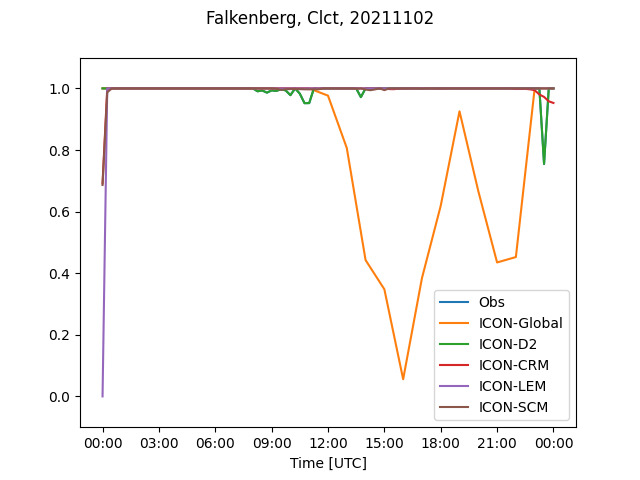 Falkenberg, Clct, 20211102
1.0
0.8
0.6
0.4
0.2
0.0
Obs
ICON-Global
ICON-D2
ICON-CRM
ICON-LEM
ICON-SCM
00:00 03:00 06:00 09:00 12:00 15:00 18:00 21:00 00:00
Time [UTC]